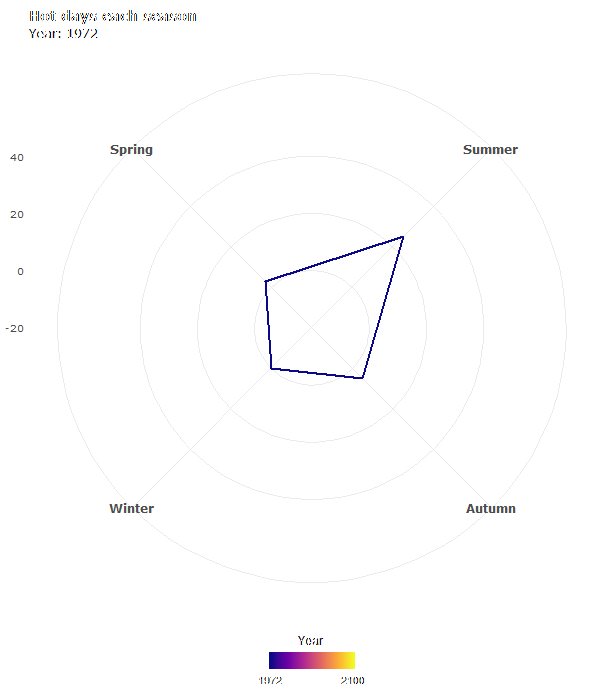 Hot days each season
Year: 1972
Spring
Summer
40
20
0
-20
Winter
Autumn
Year
1972
2100